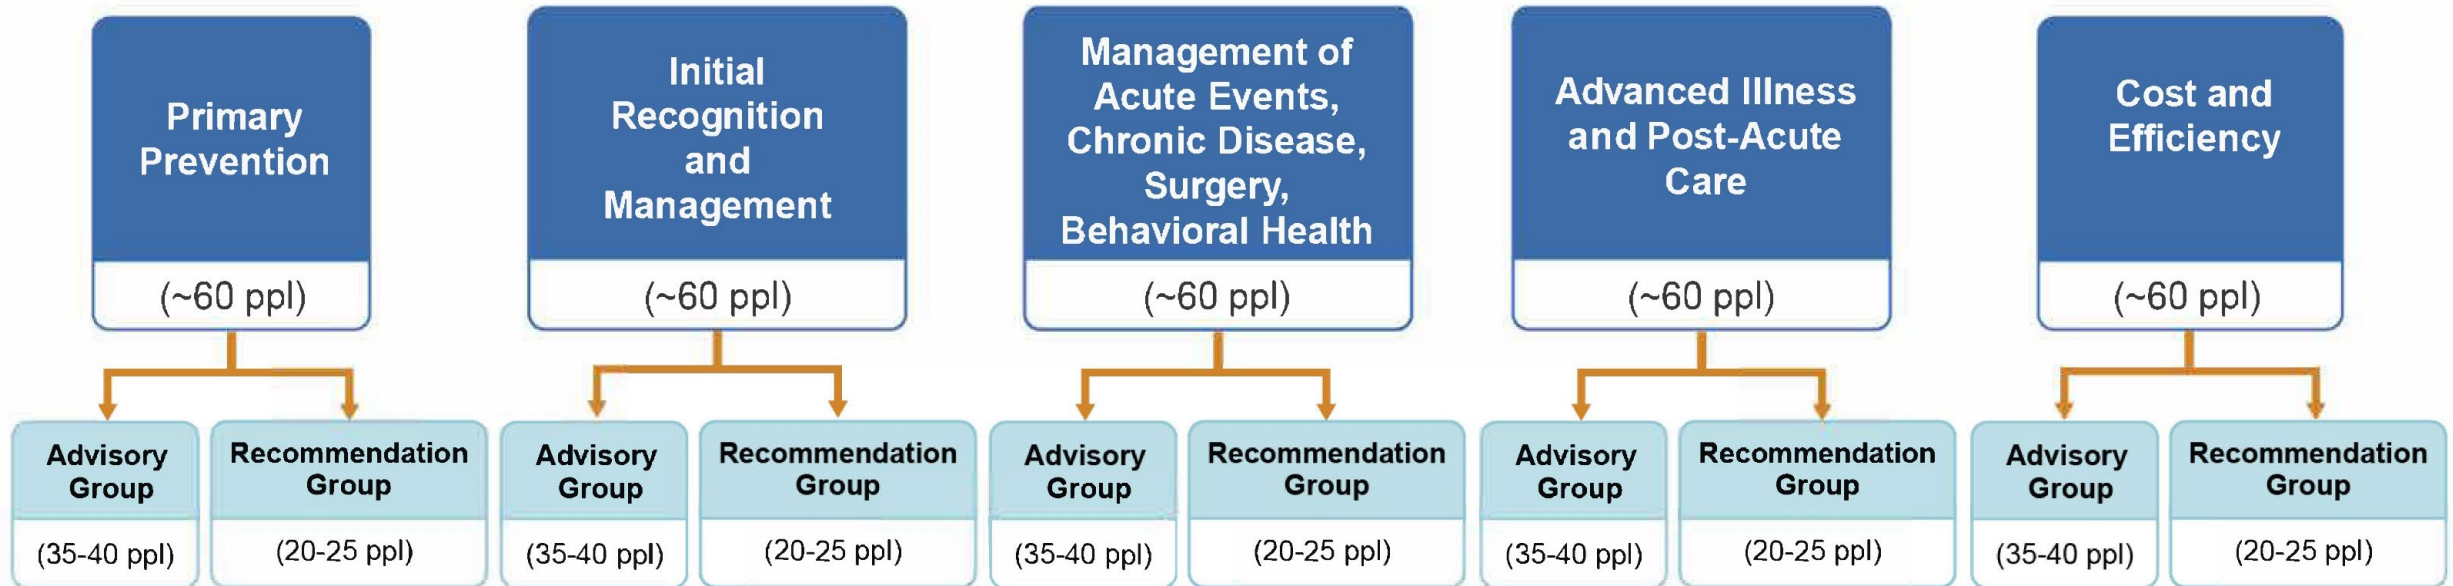 Primary
Prevention
(~60 ppl)
Initial
Recognition
and
Management
(~60 ppl)
Management of
Acute Events,
Chronic Disease,
Surgery,
Behavioral Health
(~60 ppl)
Advanced Illness
and Post-Acute
Care
(~60 ppl)
Cost and
Efficiency
(~60 ppl)
Advisory
Group
(35-40 ppl)
Recommendation
Group
(20-25 ppl)
Advisory
Group
(35-40 ppl)
Recommendation
Group
(20-25 ppl)
Advisory
Group
(35-40 ppl)
Recommendation
Group
(20-25 ppl)
Advisory
Group
(35-40 ppl)
Recommendation
Group
(20-25 ppl)
Advisory
Group
(35-40 ppl)
Recommendation
Group
(20-25 ppl)